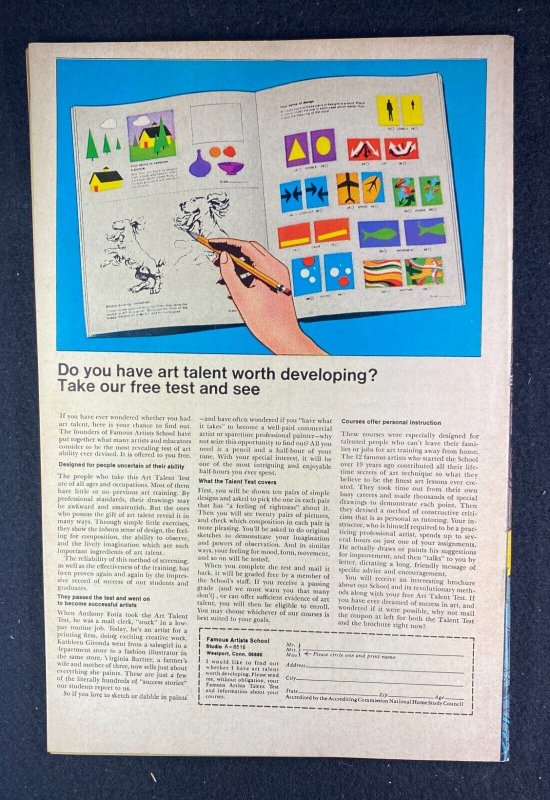 Your sense of design
Your ability to compose
a picture
Animal drawing, animation
Do you have art talent worth developing?
Take our free test and see
If you have ever wondered whether you had
art talent, here is your chance to find out.
The founders of Famous Artists School have
put together what many artists and educators
consider to be the most revealing test of art
ability ever devised. It is offered to you free.
Designed for people uncertain of their ability
The people who take this Art Talent Test
are of all ages and occupations. Most of them
have little or no previous art training. By
professional standards, their drawings may
be awkward and amateurish. But the ones
who possess the gift of art talent reveal it in
many ways. Through simple little exercises,
they show the inborn sense of design, the feel-
ing for composition, the ability to observe,
and the lively imagination which are such
important ingredients of art talent.
The reliability of this method of screening,
as well as the effectiveness of the training, has
been proven again and again by the impres-
sive record of success of our students and
graduates.
They passed the test and went on
to become successful artists
When Anthony Fotia took the Art Talent
Test, he was a mail clerk, "stuck" in a low-
pay routine job. Today, he's an artist for a
printing firm, doing exciting creative work.
Kathleen Gironda went from a salesgirl in a
department store to a fashion illustrator in
the same store. Virginia Bartter, a farmer's
wife and mother of three, now sells just about
everything she paints. These are just a few
of the literally hundreds of "success stories"
our students report to us.
So if you love to sketch or dabble in paints
—and have often wondered if you "have what
it takes" to become a well-paid commercial
artist or sparetime professional painter—why
not seize this opportunity to find out? All you
need is a pencil and a half-hour of your
time. With your special interest, it will be
one of the most intriguing and enjoyable
half hours you ever spent.
What the Talent Test covers
First, you will be shown ten pairs of simple
designs and asked to pick the one in each pair
that has "a feeling of rightness" about it.
Then you will see twenty pairs of pictures,
and check which composition in each pair is
more pleasing. You'll be asked to do original
sketches to demonstrate your imagination
and powers of observation. And in similar
ways, your feeling for mood, form, movement,
and so on will be tested.
When you complete the test and mail it
back, it will be graded free by a member of
the School's staff. If you receive a passing
grade (and we must warn you that many
don't), or can offer sufficient evidence of art
talent, you will then be eligible to enroll.
You may choose whichever of our courses is
best suited to your goals.
Courses offer personal instruction
These courses were especially designed for
talented people who can't leave their fami-
lies or jobs for art training away from home.
The 12 famous artists who started the School
over 19 years ago contributed all their life-
time secrets of art technique to what they
believe to be the finest art lessons ever cre-
ated. They took time out from their own
busy careers and made thousands of special
drawings to demonstrate each point. Then
they devised a method of constructive criti-
cism that is as personal as tutoring. Your in-
structor, who is himself required to be a prac-
ticing professional artist, spends up to sev-
eral hours on just one of your assignments.
He actually draws or paints his suggestions
for improvement, and then "talks" to you by
letter, dictating a long, friendly message of
specific advice and encouragement.
You will receive an interesting brochure
about our School and its revolutionary meth-
ods along with your free Art Talent Test. If
you have ever dreamed of success in art, and
wondered if it were possible, why not mail
the coupon at left for both the Talent Test
and the brochure right now?
Famous Artists School
Studio A-6516
Westport, Conn. 06880
I would like to find out
whether I have art talent
worth developing. Please send
me, without obligation, your
Famous Artists Talent Test
and information about your
courses.
Mr.
Mrs.
Miss
Please circle one and print name
Address
City
State Zip Age
Accredited by the Accrediting Commission National Home Study Council